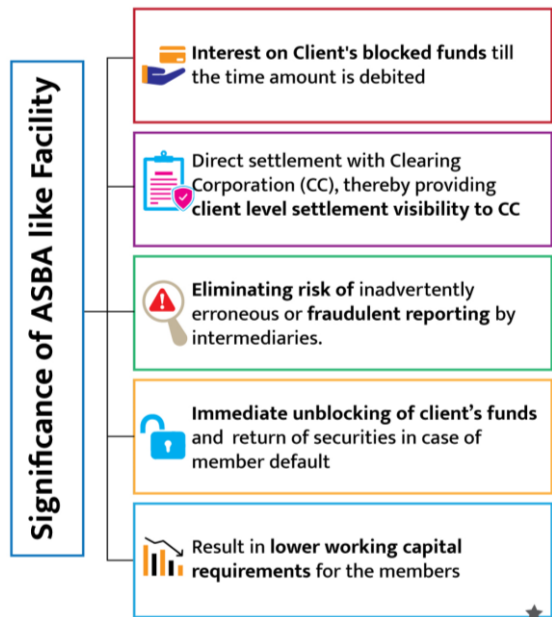 Significance of ASBA like Facility
Interest on Client's blocked funds till
the time amount is debited
Direct settlement with Clearing
Corporation (CC), thereby providing
client level settlement visibility to CC
Eliminating risk of inadvertently
erroneous or fraudulent reporting by
intermediaries.
Immediate unblocking of client’s funds
and return of securities in case of
member default
Result in lower working capital
requirements for the members